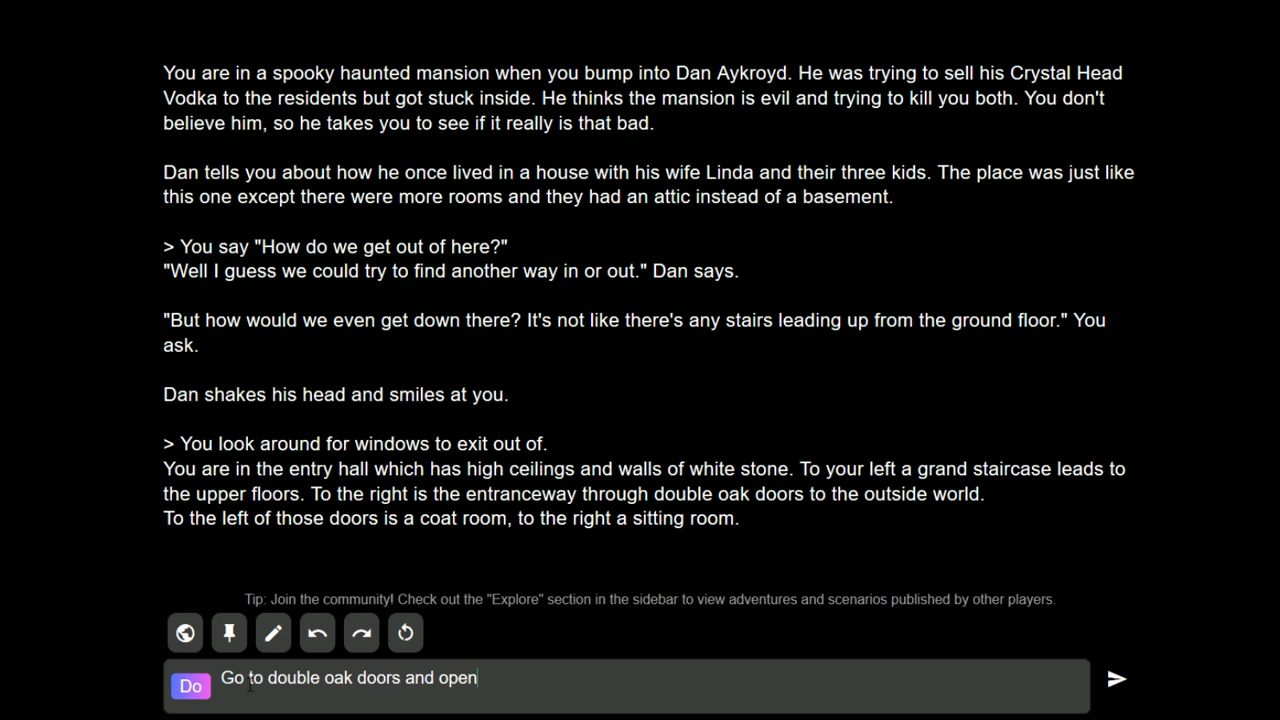 You are in a spooky haunted mansion when you bump into Dan Aykroyd. He was trying to sell his Crystal Head
Vodka to the residents but got stuck inside. He thinks the mansion is evil and trying to kill you both. You don't
believe him, so he takes you to see if it really is that bad.
Dan tells you about how he once lived in a house with his wife Linda and their three kids. The place was just like
this one except there were more rooms and they had an attic instead of a basement.
> You say "How do we get out of here?"
"Well I guess we could try to find another way in or out." Dan says.
"But how would we even get down there? It's not like there's any stairs leading up from the ground floor." You
ask.
Dan shakes his head and smiles at you.
> You look around for windows to exit out of.
You are in the entry hall which has high ceilings and walls of white stone. To your left a grand staircase leads to
the upper floors. To the right is the entranceway through double oak doors to the outside world.
To the left of those doors is a coat room, to the right a sitting room.
Tip: Join the community! Check out the "Explore" section in the sidebar to view adventures and scenarios published by other players.
Do Go to double oak doors and open